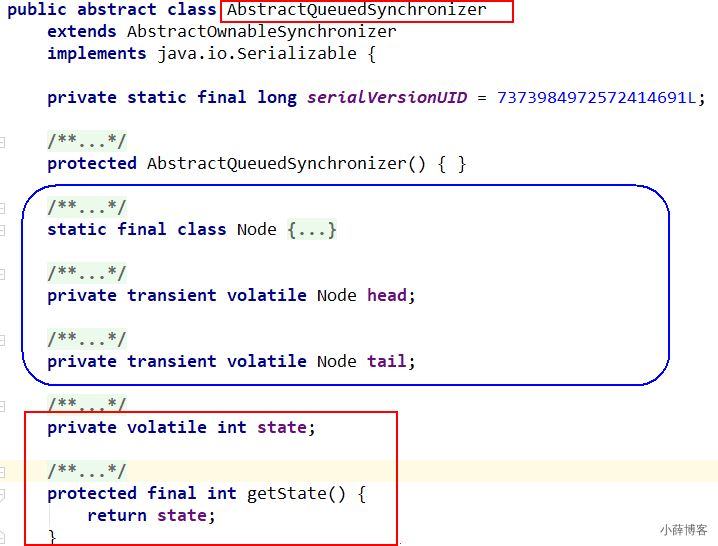 public abstract class AbstractQueuedSynchronizer
extends AbstractOwnableSynchronizer
implements java.io.Serializable {
private static final long serialVersionUID = 7373984972572414691L;
/**...*/
protected AbstractQueuedSynchronizer() { }
/**...*/
static final class Node {...}
/**...*/
private transient volatile Node head;
/**...*/
private transient volatile Node tail;
/**...*/
private volatile int state;
/**...*/
protected final int getState() {
return state;
}
小薛博客